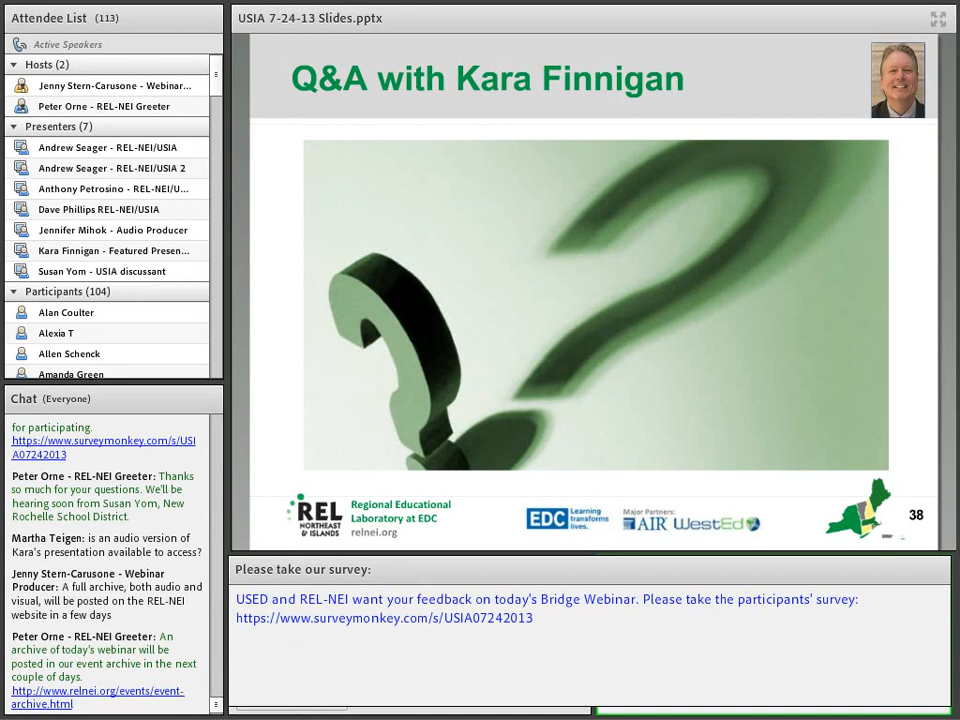 Attendee List (113)
Active Speakers
Hosts (2)
Jenny Stern-Carusone - Webinar...
Peter Orne - REL-NEI Greeter
Presenters (7)
Andrew Seager - REL-NEI/USIA
Andrew Seager - REL-NEI/USIA 2
Anthony Petrosino - REL-NEI/U...
Dave Phillips REL-NEI/USIA
Jennifer Mihok - Audio Producer
Kara Finnigan - Featured Presen...
Susan Yom - USIA discussant
Participants (104)
Alan Coulter
Alexia T
Allen Schenck
Amanda Green
Chat (Everyone)
for participating.
https://www.surveymonkey.com/s/USI
A07242013
Peter Orne - REL-NEI Greeter: Thanks
so much for your questions. We'll be
hearing soon from Susan Yom, New
Rochelle School District.
Martha Teigen: is an audio version of
Kara's presentation available to access?
Jenny Stern-Carusone - Webinar
Producer: A full archive, both audio and
visual, will be posted on the REL-NEI
website in a few days
Peter Orne - REL-NEI Greeter: An
archive of today's webinar will be
posted in our event archive in the next
couple of days.
http://www.relnei.org/events/event-
archive.html
USIA 7-24-13 Slides.pptx
Q&A with Kara Finnigan
REL
NORTHEAST
& ISLANDS
Regional Educational
Laboratory at EDC
relnei.org
EDC Learning
transforms
lives.
Major Partners:
AIR WestEd
38
Please take our survey:
USED and REL-NEI want your feedback on today's Bridge Webinar. Please take the participants' survey:
https://www.surveymonkey.com/s/USIA07242013